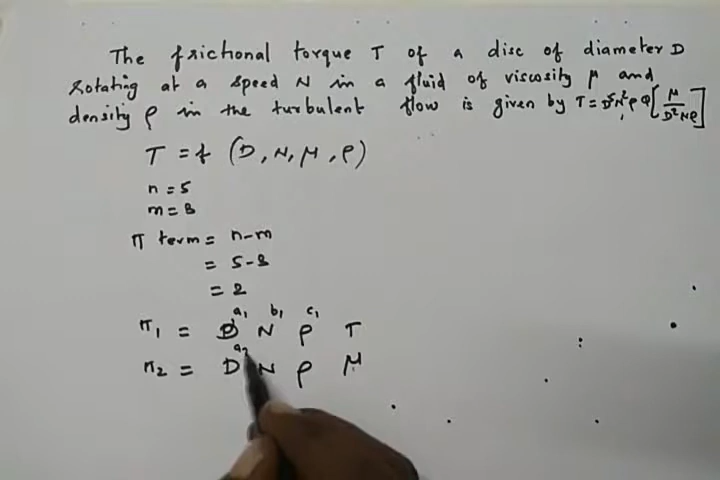 The frictional torque T of a disc of diameter D
rotating at a speed N in a fluid of viscosity μ and
density ρ in the turbulent flow is given by T = D⁵N²ρ φ[μ/D²Nρ]
T = f (D, N, μ, ρ)
n = 5
m = 3
π term = n-m
= 5-3
= 2
π₁ = D^a₁ N^b₁ ρ^c₁ T
π₂ = D^a₂ N ρ μ